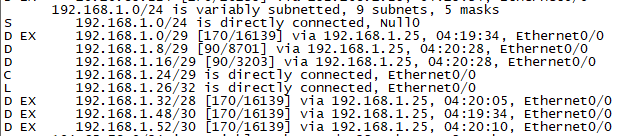 192.168.1.0/24 is variably subnetted, 9 subnets, 5 masks
S 192.168.1.0/24 is directly connected, Null0
D EX 192.168.1.0/29 [170/16139] via 192.168.1.25, 04:19:34, Ethernet0/0
D 192.168.1.8/29 [90/8701] via 192.168.1.25, 04:20:28, Ethernet0/0
D 192.168.1.16/29 [90/3203] via 192.168.1.25, 04:20:28, Ethernet0/0
C 192.168.1.24/29 is directly connected, Ethernet0/0
L 192.168.1.26/32 is directly connected, Ethernet0/0
D EX 192.168.1.32/28 [170/16139] via 192.168.1.25, 04:20:05, Ethernet0/0
D EX 192.168.1.48/30 [170/16139] via 192.168.1.25, 04:19:34, Ethernet0/0
D EX 192.168.1.52/30 [170/16139] via 192.168.1.25, 04:20:10, Ethernet0/0